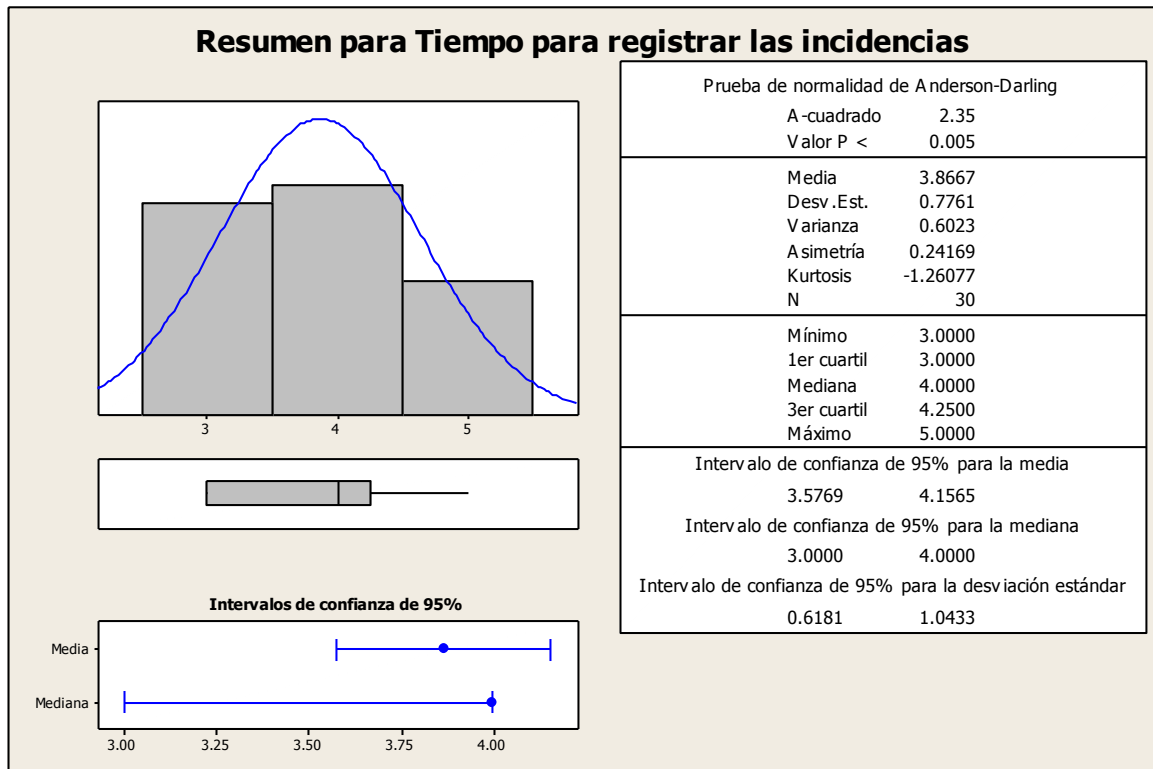 Resumen para Tiempo para registrar las incidencias
3 4 5
Intervalos de confianza de 95%
Media
Mediana
3.00 3.25 3.50 3.75 4.00
Prueba de normalidad de Anderson-Darling
A-cuadrado 2.35
Valor P < 0.005
Media 3.8667
Desv.Est. 0.7761
Varianza 0.6023
Asimetría 0.24169
Kurtosis -1.26077
N 30
Mínimo 3.0000
1er cuartil 3.0000
Mediana 4.0000
3er cuartil 4.2500
Máximo 5.0000
Intervalo de confianza de 95% para la media
3.5769 4.1565
Intervalo de confianza de 95% para la mediana
3.0000 4.0000
Intervalo de confianza de 95% para la desviación estándar
0.6181 1.0433